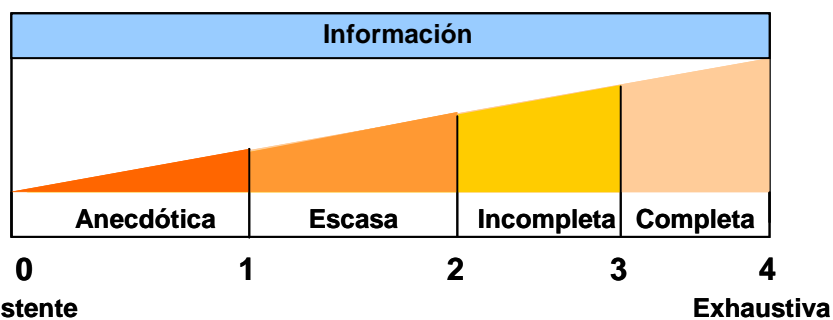 Información
Anecdótica Escasa Incompleta Completa
0 1 2 3 4
stente Exhaustiva